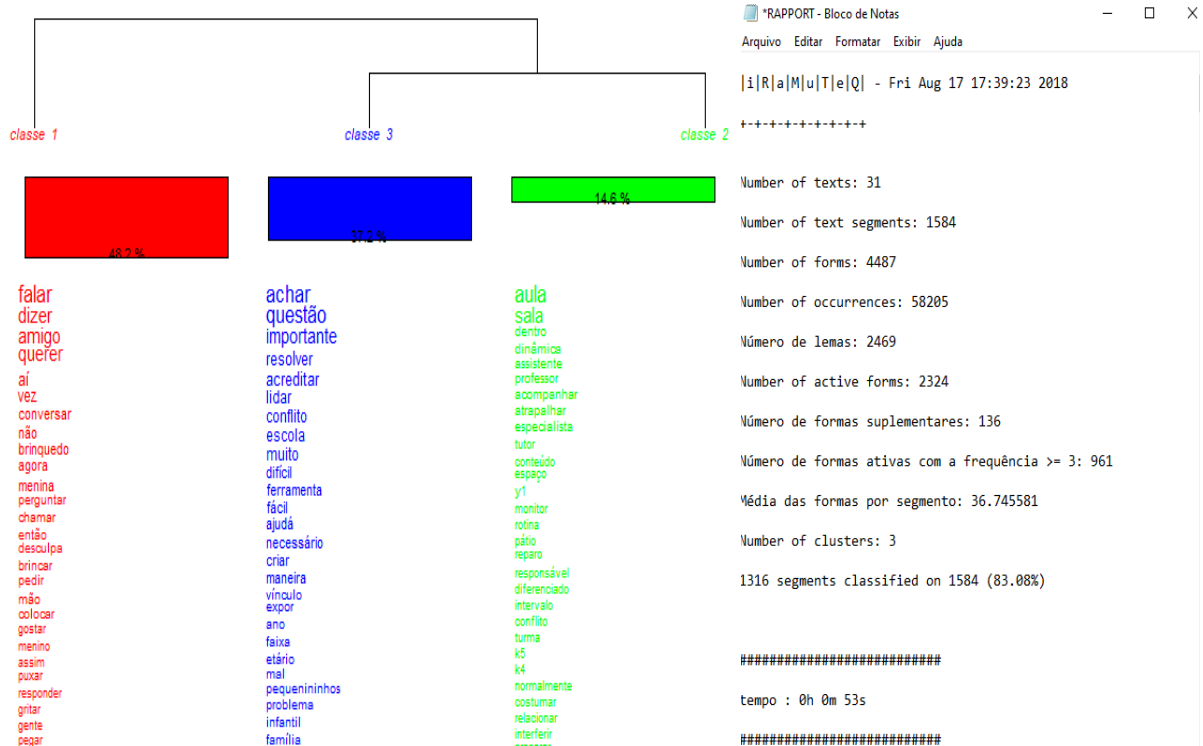 classe 1
classe 3
classe 2
48.2 %
37.2 %
14.6 %
falar
dizer
amigo
querer
aí
vez
conversar
não
brinquedo
agora
menina
perguntar
chamar
então
desculpa
brincar
pedir
mão
colocar
gostar
menino
assim
puxar
responder
gritar
gente
pegar
achar
questão
importante
resolver
acreditar
lidar
conflito
escola
muito
difícil
ferramenta
fácil
ajudá
necessário
criar
maneira
vínculo
expor
ano
faixa
etário
mal
pequenininhos
problema
infantil
família
aula
sala
dentro
dinâmica
assistente
professor
acompanhar
atrapalhar
especialista
tutor
conteúdo
espaço
y1
monitor
rotina
pátio
reparo
responsável
diferenciado
intervalo
conflito
turma
k5
k4
normalmente
costumar
relacionar
interferir
*RAPPORT - Bloco de Notas
Arquivo Editar Formatar Exibir Ajuda
|i|R|a|M|u|T|e|Q| - Fri Aug 17 17:39:23 2018
+-+-+-+-+-+-+-+-+
Number of texts: 31
Number of text segments: 1584
Number of forms: 4487
Number of occurrences: 58205
Número de lemas: 2469
Number of active forms: 2324
Número de formas suplementares: 136
Número de formas ativas com a frequência >= 3: 961
Média das formas por segmento: 36.745581
Number of clusters: 3
1316 segments classified on 1584 (83.08%)
###########################
tempo : 0h 0m 53s
###########################